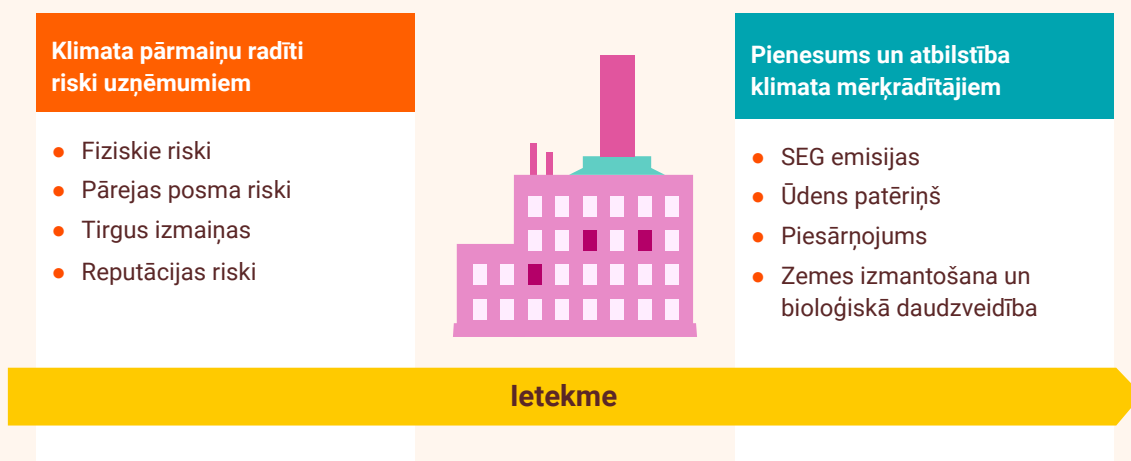 Klimata pārmaiņu radīti
riski uzņēmumiem
Fiziskie riski
Pārejas posma riski
Tirgus izmaiņas
Reputācijas riski
Pienesums un atbilstība
klimata mērķrādītājiem
SEG emisijas
Ūdens patēriņš
Piesārņojums
Zemes izmantošana un
bioloģiskā daudzveidība
Ietekme